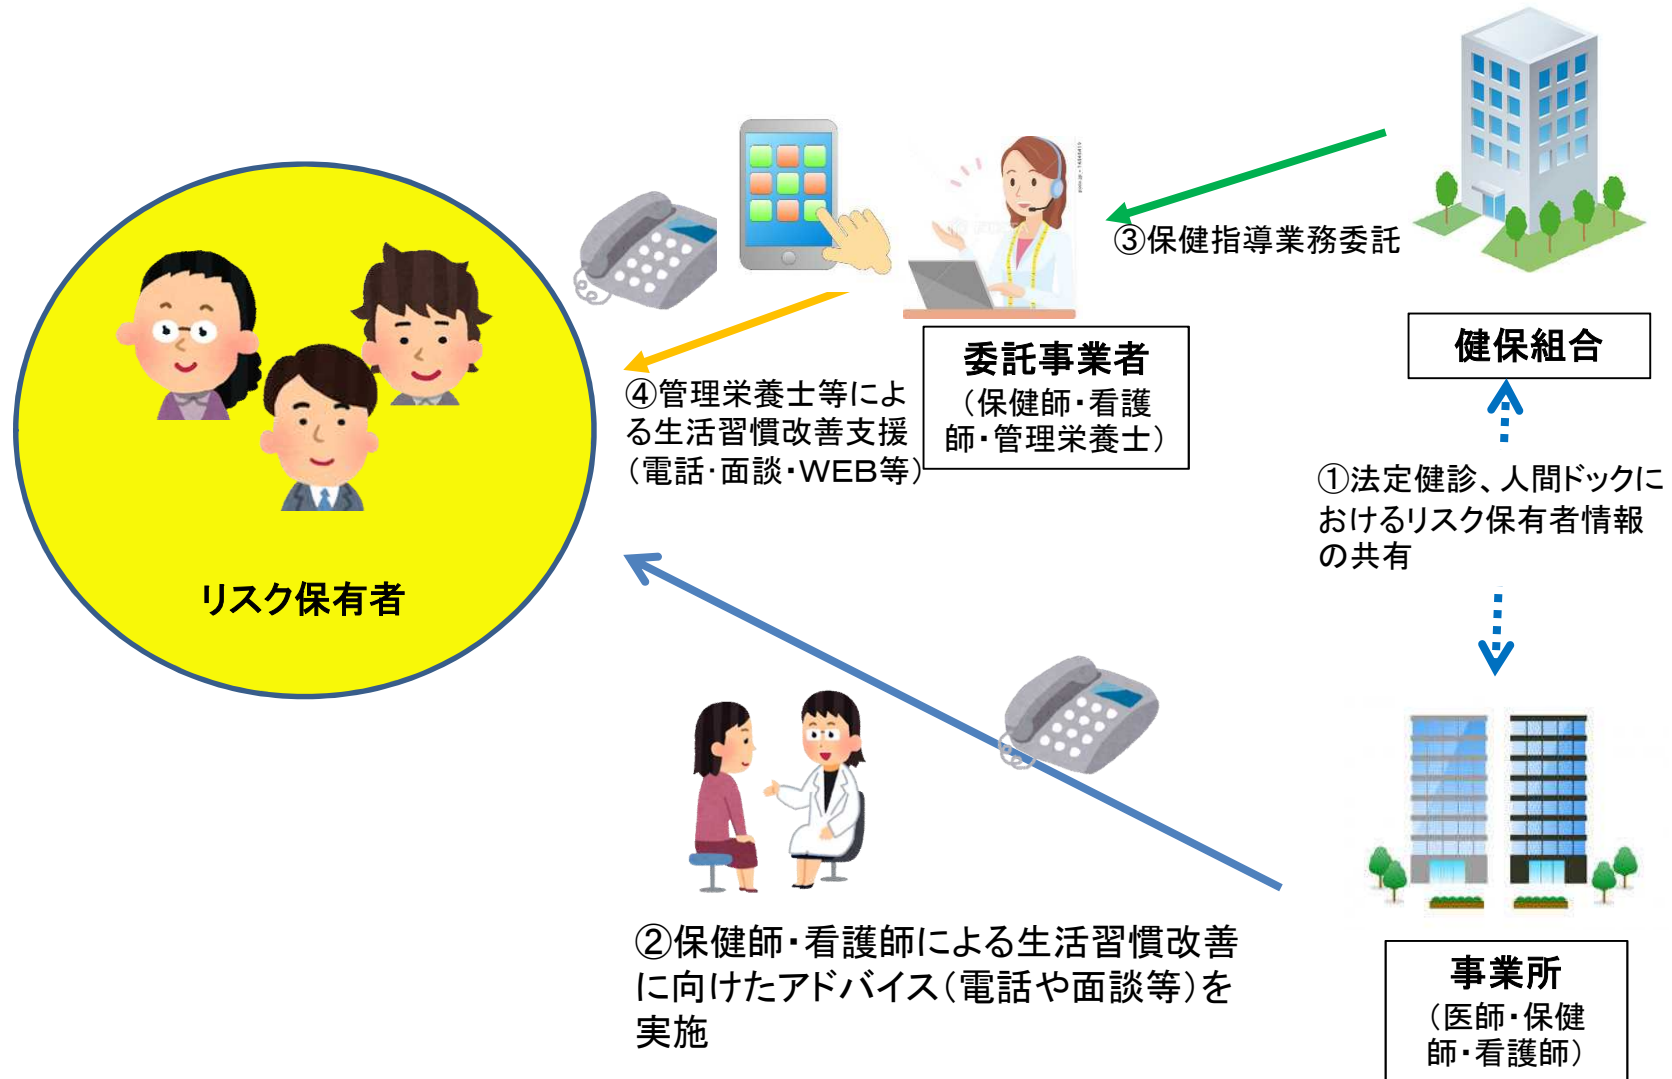 ③保健指導業務委託
健保組合
委託事業者
（保健師・看護
師・管理栄養士）
④管理栄養士等によ
る生活習慣改善支援
（電話・面談・WEB等）
①法定健診、人間ドックに
おけるリスク保有者情報
の共有
リスク保有者
②保健師・看護師による生活習慣改善
に向けたアドバイス（電話や面談等）を
実施
事業所
（医師・保健
師・看護師）